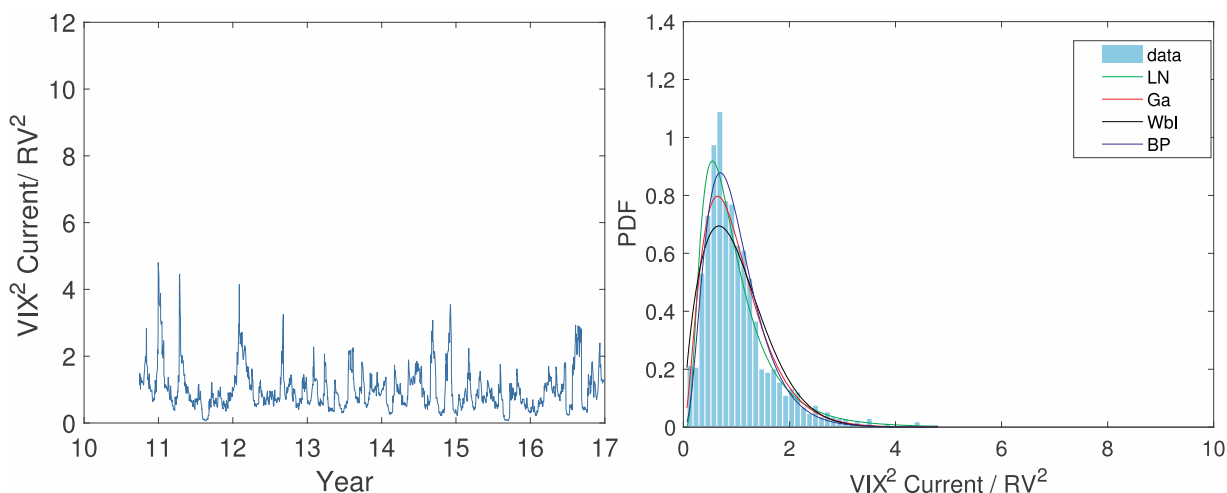 12
10
8
6
4
2
0
VIX² Current/ RV²
10 11 12 13 14 15 16 17
Year
1.4
1.2
1
0.8
0.6
0.4
0.2
0
PDF
data
LN
Ga
Wbl
BP
0 2 4 6 8 10
VIX² Current / RV²